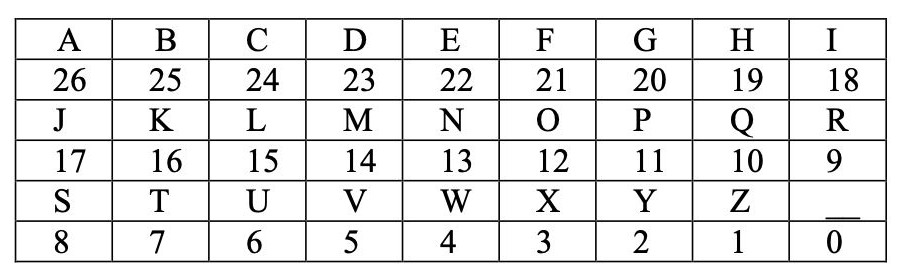 A B C D E F G H I
26 25 24 23 22 21 20 19 18
J K L M N O P Q R
17 16 15 14 13 12 11 10 9
S T U V W X Y Z __
8 7 6 5 4 3 2 1 0